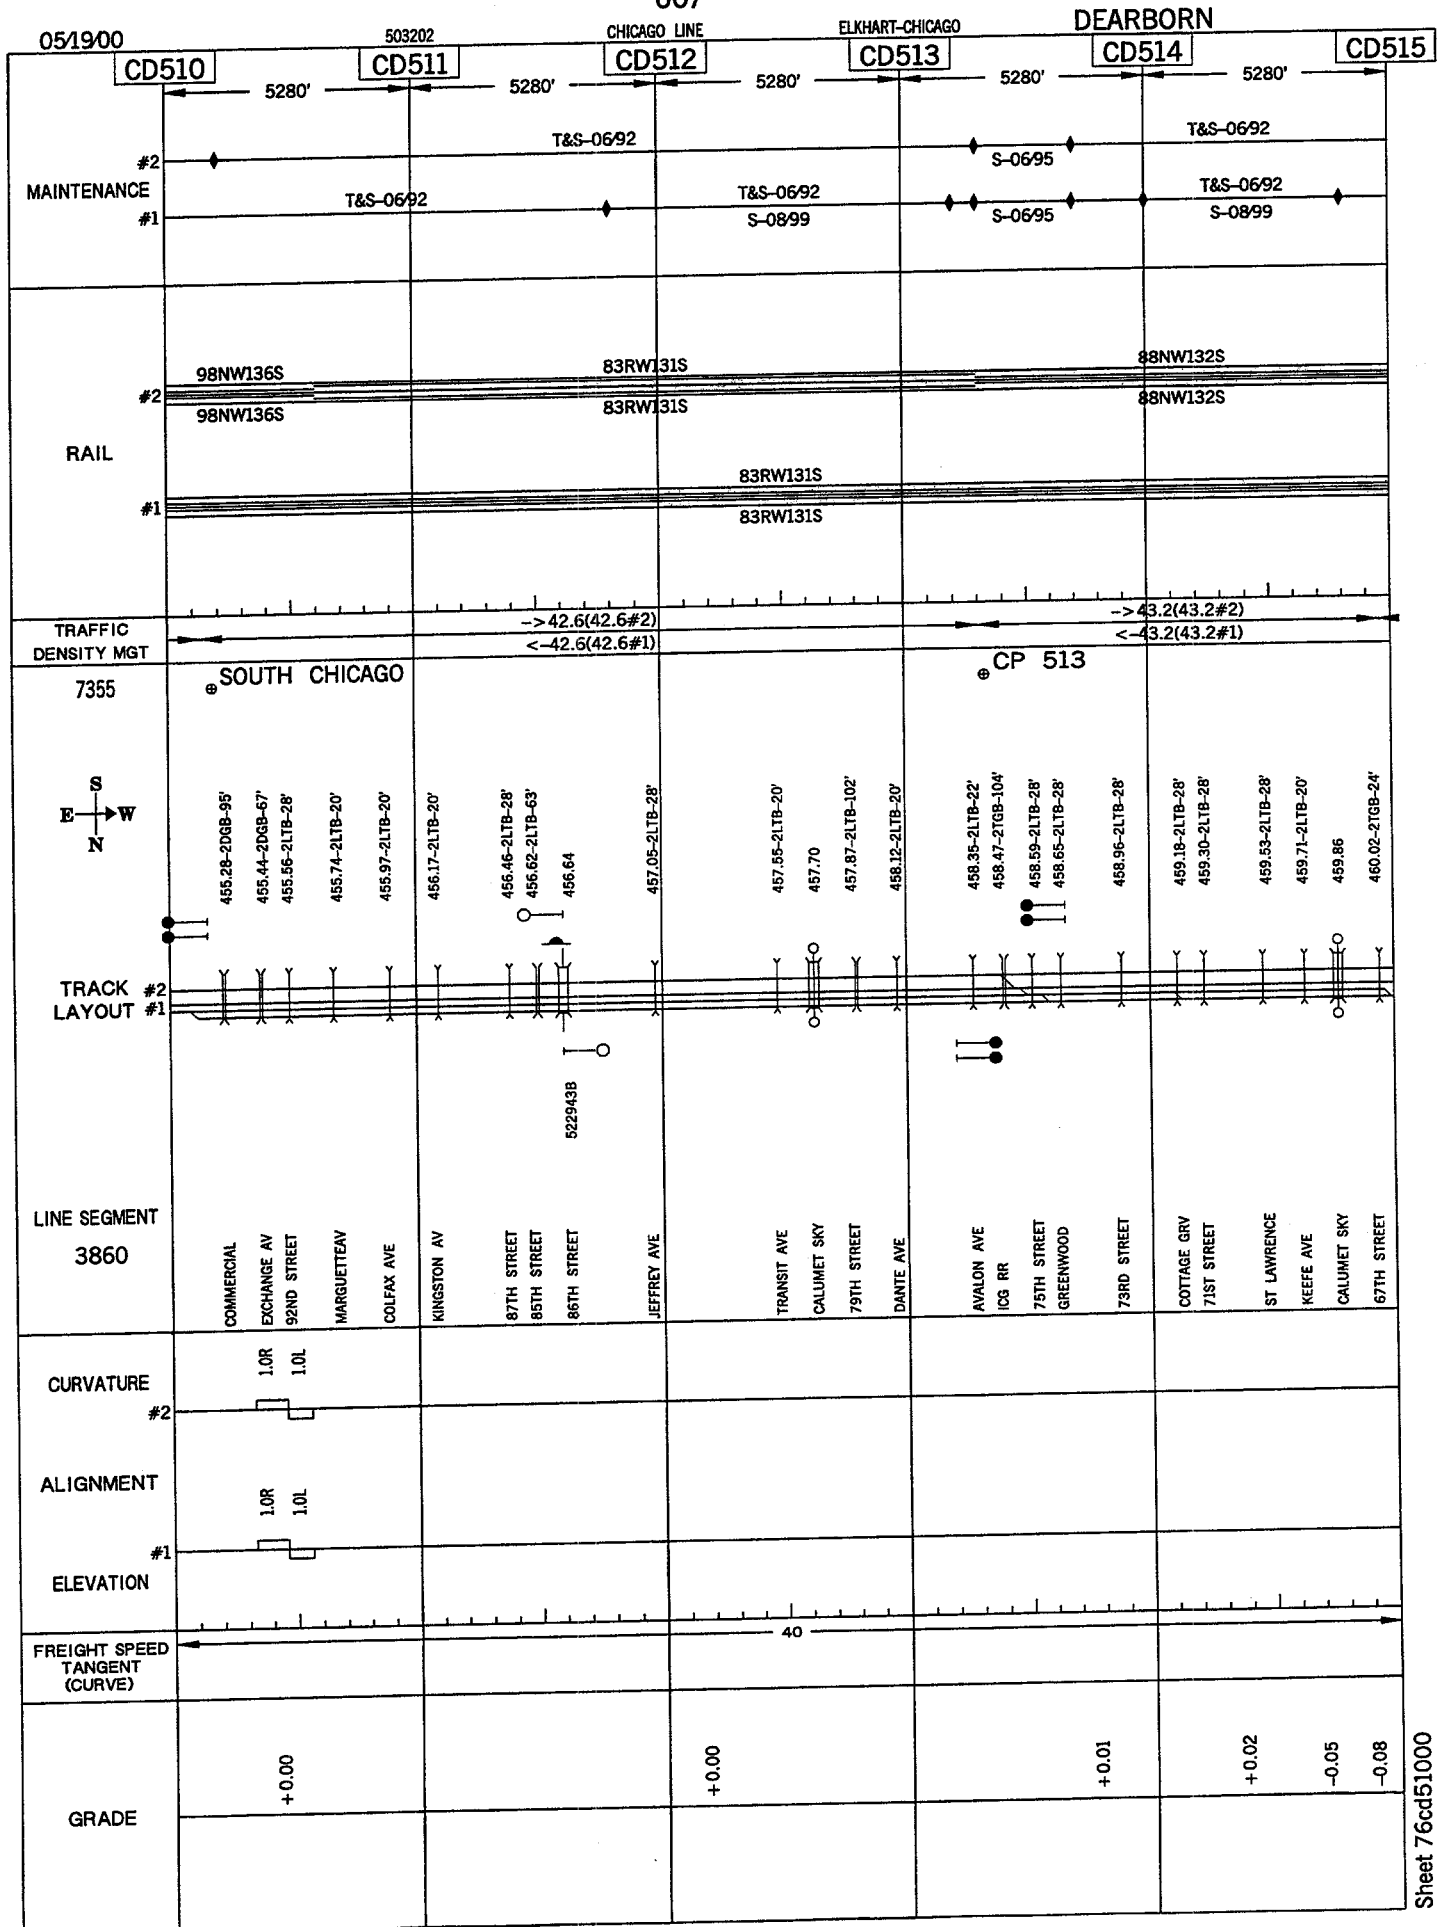 05/19/00
503202
CHICAGO LINE
ELKHART-CHICAGO
DEARBORN
CD510
CD511
CD512
CD513
CD514
CD515
5280'
5280'
5280'
5280'
5280'
MAINTENANCE
#2
T&S-06/92
S-06/95
T&S-06/92
#1
T&S-06/92
T&S-06/92
S-08/99
S-06/95
T&S-06/92
S-08/99
RAIL
#2
98NW136S
98NW136S
83RW131S
83RW131S
88NW132S
88NW132S
#1
83RW131S
83RW131S
TRAFFIC
DENSITY MGT
->42.6(42.6#2)
<-42.6(42.6#1)
->43.2(43.2#2)
<-43.2(43.2#1)
7355
SOUTH CHICAGO
CP 513
S
E W
N
455.28-2DGB-95'
455.44-2DGB-67'
455.56-2LTB-28'
455.74-2LTB-20'
455.97-2LTB-20'
456.17-2LTB-20'
456.46-2LTB-28'
456.62-2LTB-63'
456.64
457.05-2LTB-28'
457.55-2LTB-20'
457.70
457.87-2LTB-102'
458.12-2LTB-20'
458.35-2LTB-22'
458.47-2TGB-104'
458.59-2LTB-28'
458.65-2LTB-28'
458.96-2LTB-28'
459.18-2LTB-28'
459.30-2LTB-28'
459.53-2LTB-28'
459.71-2LTB-20'
459.86
460.02-2TGB-24'
TRACK #2
LAYOUT #1
522943B
LINE SEGMENT
3860
COMMERCIAL
EXCHANGE AV
92ND STREET
MARGUETTEAV
COLFAX AVE
KINGSTON AV
87TH STREET
85TH STREET
86TH STREET
JEFFREY AVE
TRANSIT AVE
CALUMET SKY
79TH STREET
DANTE AVE
AVALON AVE
ICG RR
75TH STREET
GREENWOOD
73RD STREET
COTTAGE GRV
71ST STREET
ST LAWRENCE
KEEFE AVE
CALUMET SKY
67TH STREET
CURVATURE
#2
1.0R
1.0L
ALIGNMENT
1.0R
1.0L
#1
ELEVATION
FREIGHT SPEED
TANGENT
(CURVE)
40
GRADE
+0.00
+0.00
+0.01
+0.02
-0.05
-0.08
Sheet 76cd51000